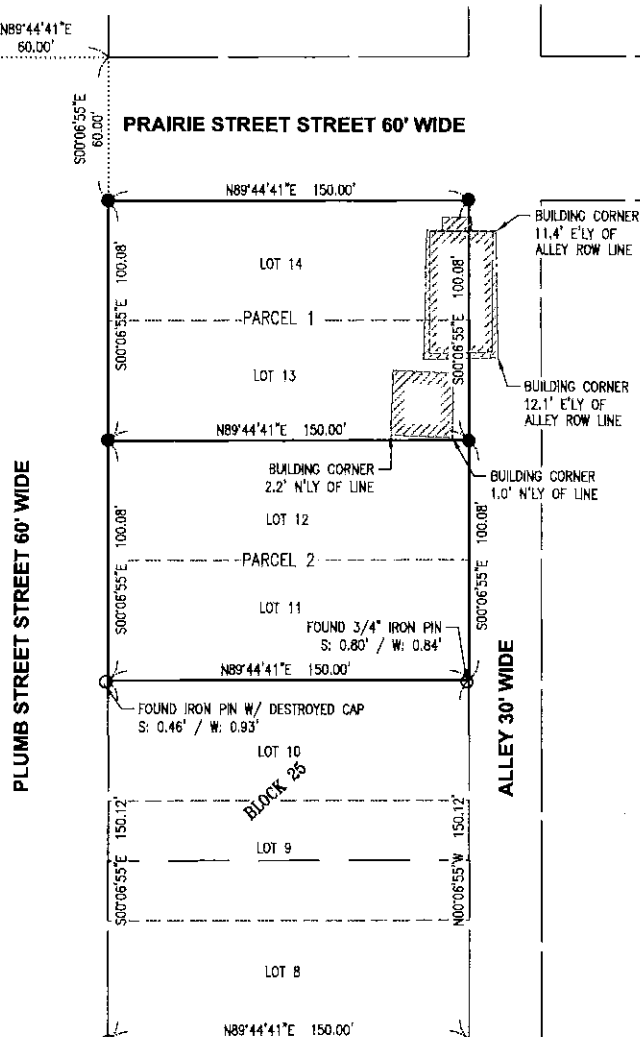 N89°44'41"E
60.00'
S00°06'55"E
60.00'
PRAIRIE STREET STREET 60' WIDE
N89°44'41"E 150.00'
BUILDING CORNER
11.4' E'LY OF
ALLEY ROW LINE
LOT 14
S00°06'55"E 100.08'
S00°06'55"E 100.08'
PARCEL 1
LOT 13
BUILDING CORNER
12.1' E'LY OF
ALLEY ROW LINE
N89°44'41"E 150.00'
BUILDING CORNER
2.2' N'LY OF LINE
BUILDING CORNER
1.0' N'LY OF LINE
PLUMB STREET STREET 60' WIDE
LOT 12
S00°06'55"E 100.08'
S00°06'55"E 100.08'
PARCEL 2
LOT 11
FOUND 3/4" IRON PIN
S: 0.80' / W: 0.84'
N89°44'41"E 150.00'
FOUND IRON PIN W/ DESTROYED CAP
S: 0.46' / W: 0.93'
ALLEY 30' WIDE
LOT 10
BLOCK 25
S00°06'55"E 150.12'
N00°06'55"W 150.12'
LOT 9
LOT 8
N89°44'41"E 150.00'